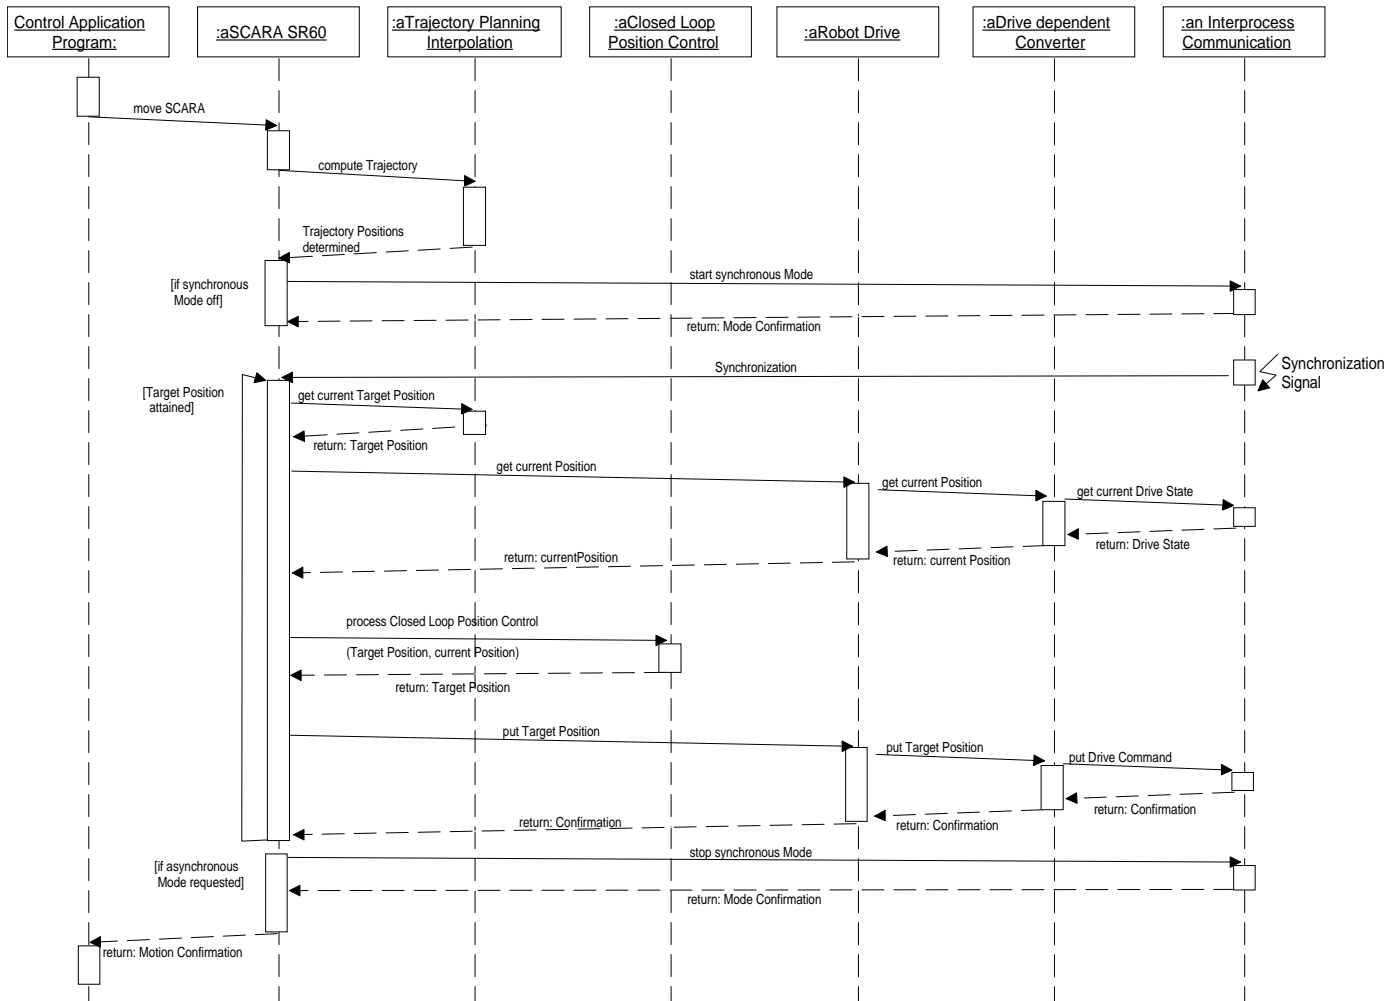 Control Application
Program:
:aSCARA SR60
:aTrajectory Planning
Interpolation
:aClosed Loop
Position Control
:aRobot Drive
:aDrive dependent
Converter
:an Interprocess
Communication
move SCARA
compute Trajectory
Trajectory Positions
determined
[if synchronous
Mode off]
start synchronous Mode
return: Mode Confirmation
Synchronization
Synchronization
Signal
[Target Position
attained]
get current Target Position
return: Target Position
get current Position
get current Position
get current Drive State
return: Drive State
return: current Position
return: currentPosition
process Closed Loop Position Control
(Target Position, current Position)
return: Target Position
put Target Position
put Target Position
put Drive Command
return: Confirmation
return: Confirmation
return: Confirmation
[if asynchronous
Mode requested]
stop synchronous Mode
return: Mode Confirmation
return: Motion Confirmation